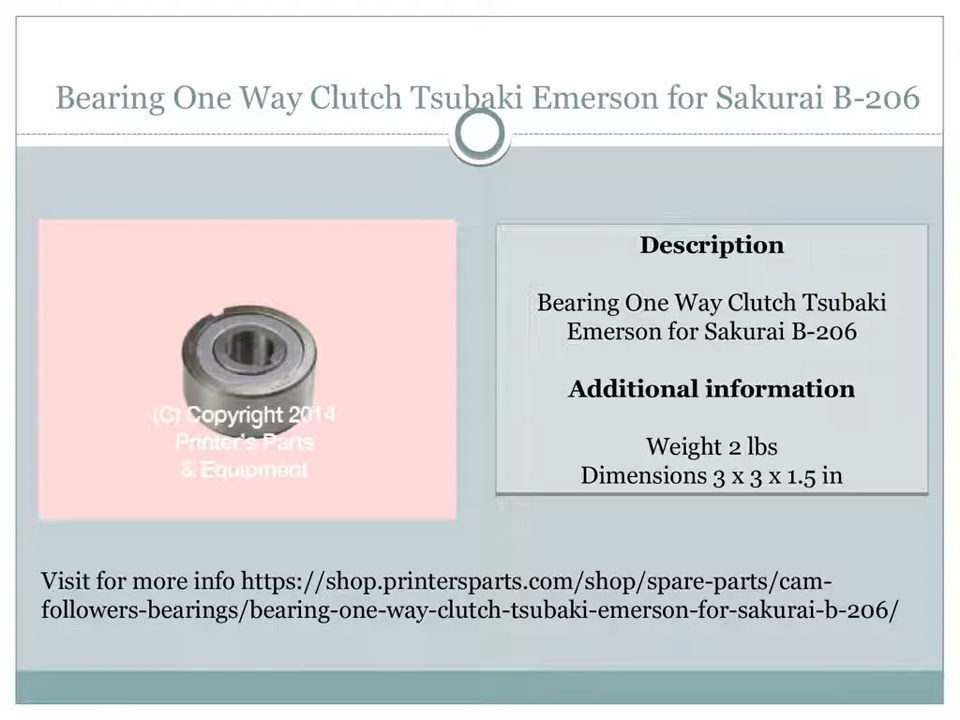 Bearing One Way Clutch Tsubaki Emerson for Sakurai B-206
(C) Copyright 2014
Printer's Parts
& Equipment
Description
Bearing One Way Clutch Tsubaki
Emerson for Sakurai B-206
Additional information
Weight 2 lbs
Dimensions 3 x 3 x 1.5 in
Visit for more info https://shop.printersparts.com/shop/spare-parts/cam-
followers-bearings/bearing-one-way-clutch-tsubaki-emerson-for-sakurai-b-206/